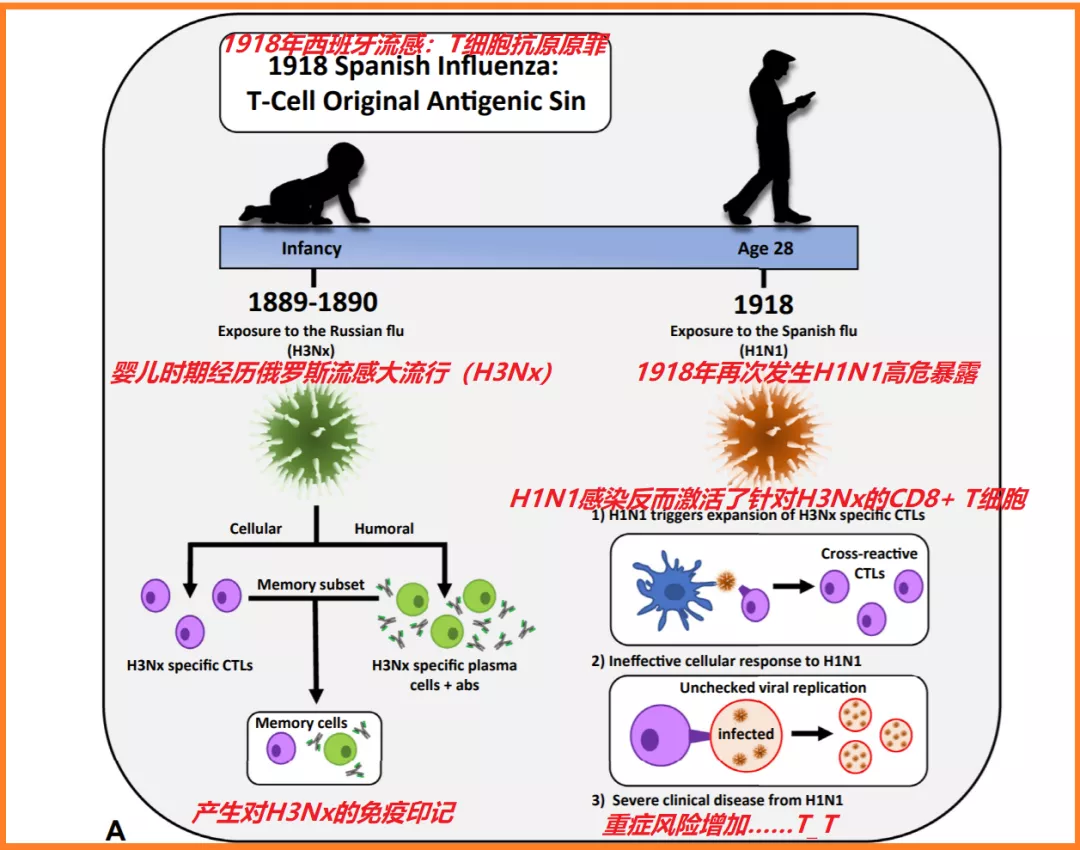 1918年西班牙流感：T细胞抗原原罪
1918 Spanish Influenza:
T-Cell Original Antigenic Sin
Infancy
Age 28
1889-1890
Exposure to the Russian flu
(H3Nx)
婴儿时期经历俄罗斯流感大流行（H3Nx）
1918
Exposure to the Spanish flu
(H1N1)
1918年再次发生H1N1高危暴露
Cellular
Humoral
Memory subset
H3Nx specific CTLs
H3Nx specific plasma
cells + abs
Memory cells
产生对H3Nx的免疫印记
H1N1感染反而激活了针对H3Nx的CD8+ T细胞
1) H1N1 triggers expansion of H3Nx specific CTLs
Cross-reactive
CTLs
2) Ineffective cellular response to H1N1
Unchecked viral replication
infected
3) Severe clinical disease from H1N1
重症风险增加......T_T
A